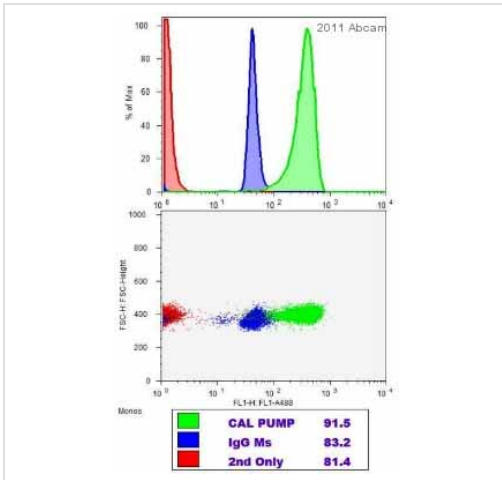 2011 Abcam
100
80
60
40
20
0
% of Max
10 0 10 1 10 2 10 3 10 4
1000
800
600
400
200
0
FSC-H: FSC-Height
10 0 10 1 10 2 10 3 10 4
FL1-H: FL1-A488
CAL PUMP 91.5
IgG Ms 83.2
2nd Only 81.4